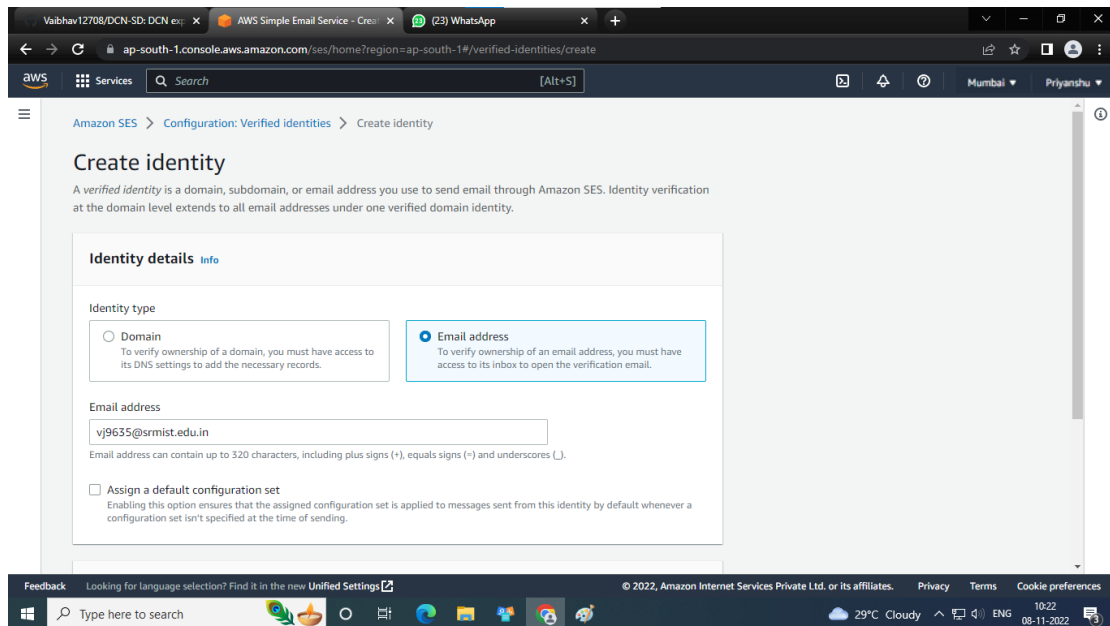 Vaibhav12708/DCN-SD: DCN exp
AWS Simple Email Service - Creat
(23) WhatsApp
ap-south-1.console.aws.amazon.com/ses/home?region=ap-south-1#/verified-identities/create
aws
Services
Search
[Alt+S]
Mumbai
Priyanshu
Amazon SES
Configuration: Verified identities
Create identity
Create identity
A verified identity is a domain, subdomain, or email address you use to send email through Amazon SES. Identity verification
at the domain level extends to all email addresses under one verified domain identity.
Identity details Info
Identity type
Domain
To verify ownership of a domain, you must have access to
its DNS settings to add the necessary records.
Email address
To verify ownership of an email address, you must have
access to its inbox to open the verification email.
Email address
vj9635@srmist.edu.in
Email address can contain up to 320 characters, including plus signs (+), equals signs (=) and underscores (_).
Assign a default configuration set
Enabling this option ensures that the assigned configuration set is applied to messages sent from this identity by default whenever a
configuration set isn't specified at the time of sending.
Feedback
Looking for language selection? Find it in the new Unified Settings
© 2022, Amazon Internet Services Private Ltd. or its affiliates.
Privacy
Terms
Cookie preferences
Type here to search
29°C Cloudy
ENG
10:22
08-11-2022
3